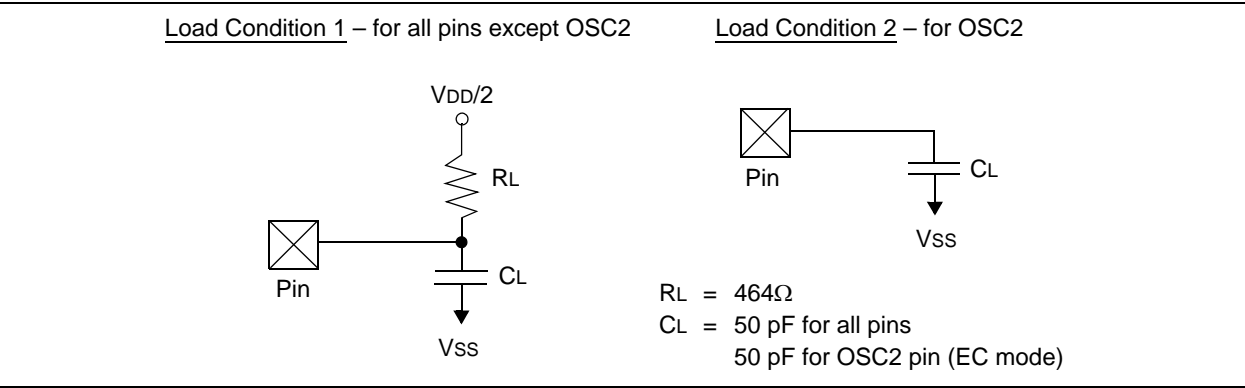 Load Condition 1 – for all pins except OSC2
Load Condition 2 – for OSC2
VDD/2
RL
Pin
CL
VSS
Pin
CL
VSS
RL = 464Ω
CL = 50 pF for all pins
50 pF for OSC2 pin (EC mode)